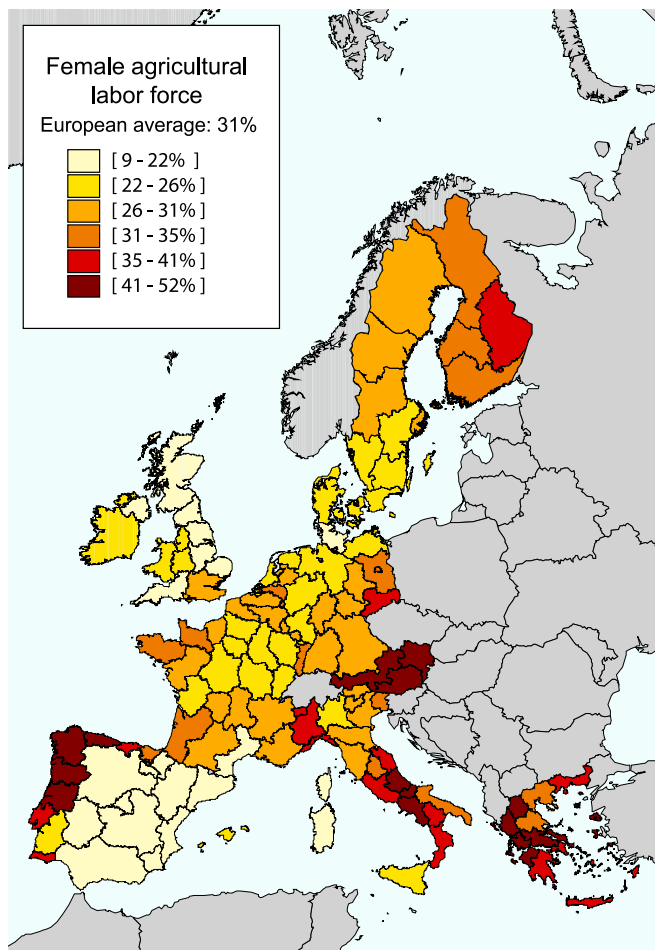 Female agricultural
labor force
European average: 31%
[ 9 - 22% ]
[ 22 - 26% ]
[ 26 - 31% ]
[ 31 - 35% ]
[ 35 - 41% ]
[ 41 - 52% ]